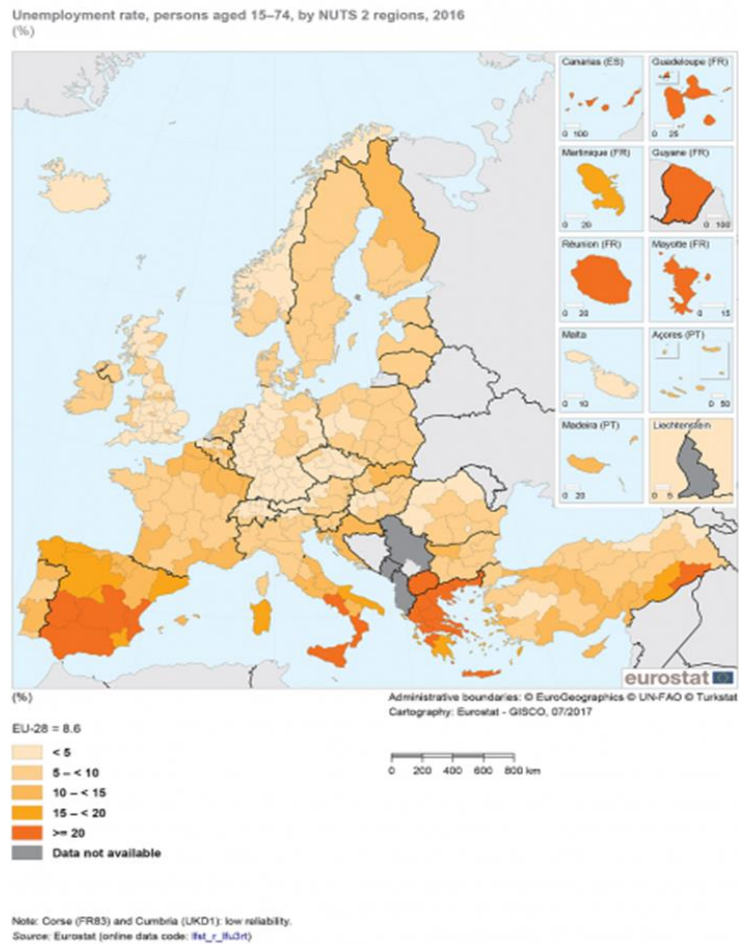 Unemployment rate, persons aged 15–74, by NUTS 2 regions, 2016
(%)
Canarias (ES)
Guadeloupe (FR)
0 100
0 25
Martinique (FR)
Guyane (FR)
0 20
0 100
Réunion (FR)
Mayotte (FR)
0 20
0 15
Malta
Açores (PT)
0 10
0 50
Madeira (PT)
Liechtenstein
0 20
0 5
eurostat
(%)
Administrative boundaries: © EuroGeographics © UN-FAO © Turkstat
Cartography: Eurostat - GISCO, 07/2017
EU-28 = 8.6
< 5
5 – < 10
10 – < 15
15 – < 20
>= 20
Data not available
0 200 400 600 800 km
Note: Corse (FR83) and Cumbria (UKD1): low reliability.
Source: Eurostat (online data code: lfst_r_lfu3rt)